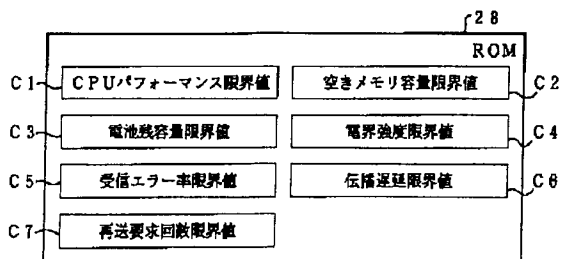 28
ROM
C1 CPUパフォーマンス限界値 空きメモリ容量限界値 C2
C3 電池残容量限界値 電界強度限界値 C4
C5 受信エラー率限界値 伝播遅延限界値 C6
C7 再送要求回数限界値